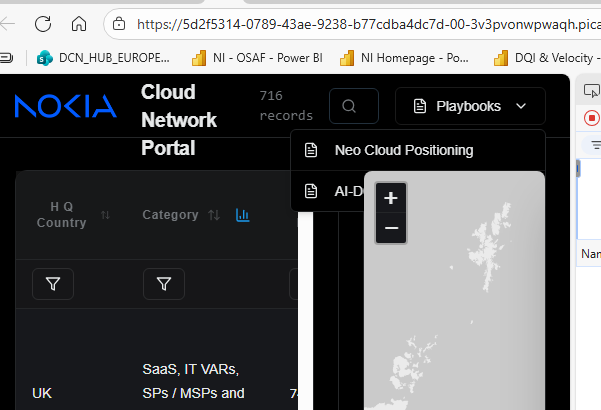 https://5d2f5314-0789-43ae-9238-b77cdba4dc7d-00-3v3pvonwpwaqh.pica
DCN_HUB_EUROPE... NI - OSAF - Power BI NI Homepage - Po... DQI & Velocity -
NOKIA
Cloud Network Portal
716 records
Playbooks
Neo Cloud Positioning
AI-D
H Q Country
Category
+
−
UK
SaaS, IT VARs,
SPs / MSPs and